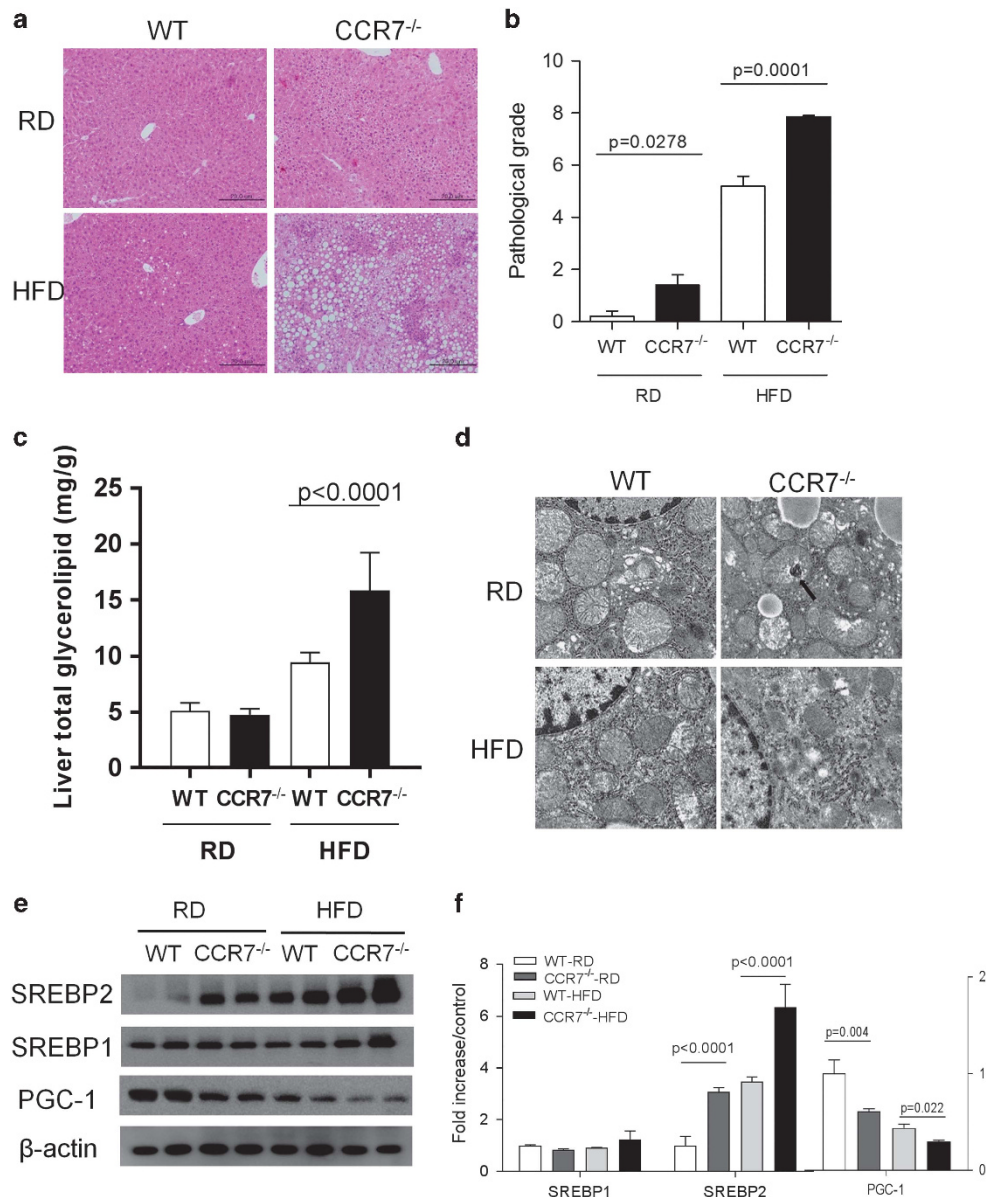 a
WT CCR7-/-
RD
HFD
b
Pathological grade
10
8
6
4
2
0
p=0.0278
p=0.0001
WT CCR7-/- WT CCR7-/-
RD HFD
c
Liver total glycerolipid (mg/g)
25
20
15
10
5
0
p<0.0001
WT CCR7-/- WT CCR7-/-
RD HFD
d
WT CCR7-/-
RD
HFD
e
RD HFD
WT CCR7-/- WT CCR7-/-
SREBP2
SREBP1
PGC-1
β-actin
f
WT-RD
CCR7-/--RD
WT-HFD
CCR7-/--HFD
Fold increase/control
8
6
4
2
0
p<0.0001
p<0.0001
p=0.004
p=0.022
2
1
0
SREBP1 SREBP2 PGC-1